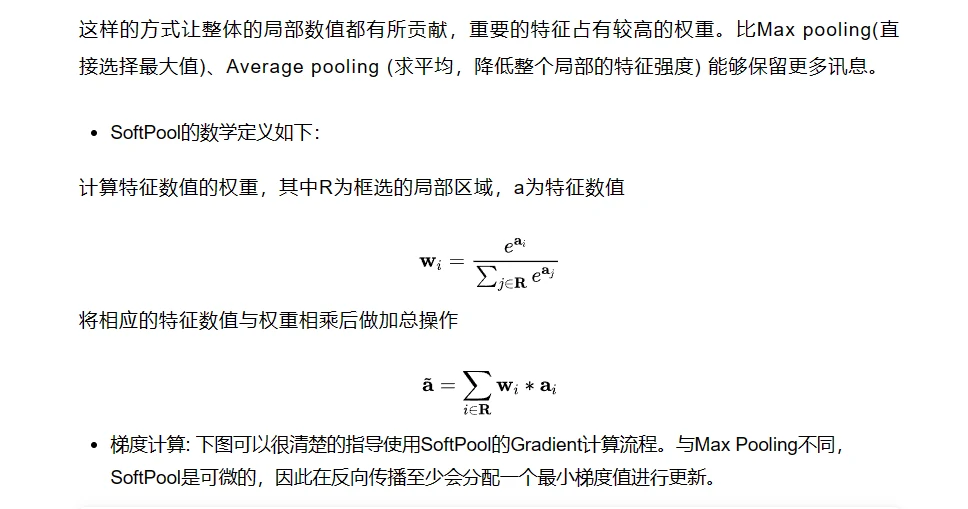 这样的方式让整体的局部数值都有所贡献，重要的特征占有较高的权重。比Max pooling(直
接选择最大值)、Average pooling (求平均，降低整个局部的特征强度) 能够保留更多讯息。
• SoftPool的数学定义如下：
计算特征数值的权重，其中R为框选的局部区域，a为特征数值
$\mathbf{w}_i = \frac{e^{\mathbf{a}_i}}{\sum_{j \in \mathbf{R}} e^{\mathbf{a}_j}}$
将相应的特征数值与权重相乘后做加总操作
$\tilde{\mathbf{a}} = \sum_{i \in \mathbf{R}} \mathbf{w}_i * \mathbf{a}_i$
• 梯度计算: 下图可以很清楚的指导使用SoftPool的Gradient计算流程。与Max Pooling不同，
SoftPool是可微的，因此在反向传播至少会分配一个最小梯度值进行更新。